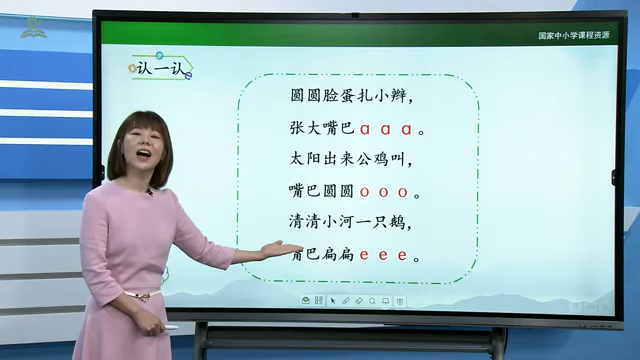 国家中小学课程资源
认一认
圆圆脸蛋扎小辫，
张大嘴巴 ɑ ɑ ɑ 。
太阳出来公鸡叫，
嘴巴圆圆 o o o 。
清清小河一只鹅，
嘴巴扁扁 e e e 。